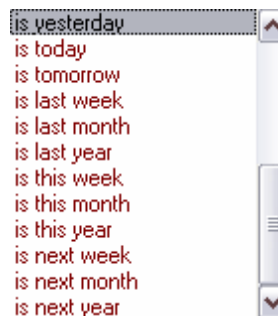 is yesterday
is today
is tomorrow
is last week
is last month
is last year
is this week
is this month
is this year
is next week
is next month
is next year